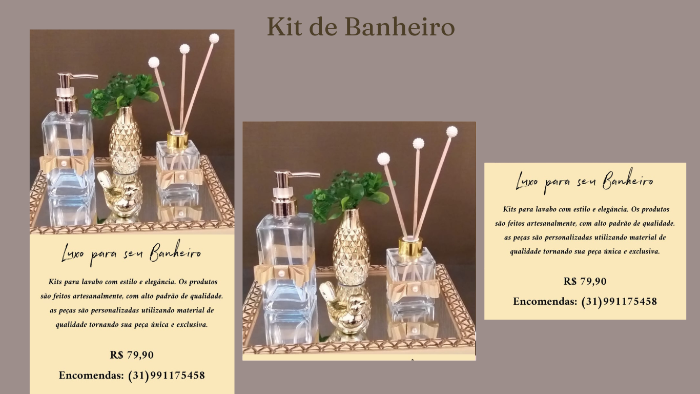 Kit de Banheiro
Luxo para seu Banheiro
Kits para lavabo com estilo e elegância. Os produtos
são feitos artesanalmente, com alto padrão de qualidade.
as peças são personalizadas utilizando material de
qualidade tornando sua peça única e exclusiva.
R$ 79,90
Encomendas: (31)991175458
Luxo para seu Banheiro
Kits para lavabo com estilo e elegância. Os produtos
são feitos artesanalmente, com alto padrão de qualidade.
as peças são personalizadas utilizando material de
qualidade tornando sua peça única e exclusiva.
R$ 79,90
Encomendas: (31)991175458